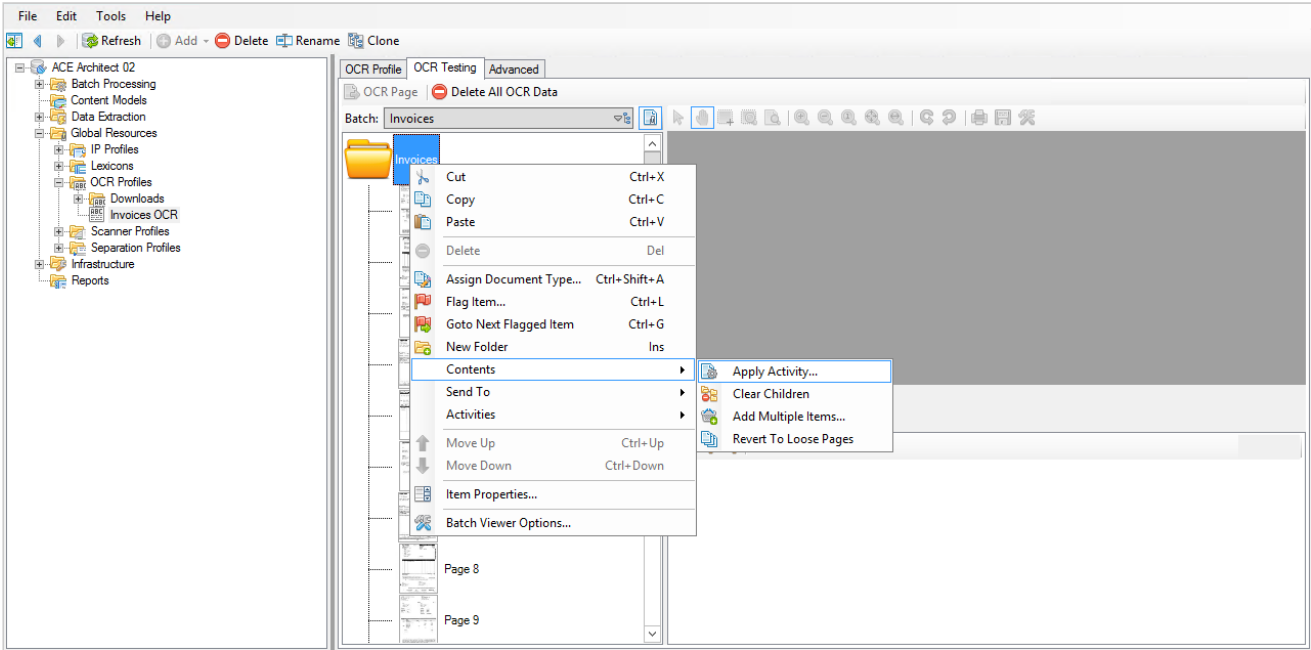 File Edit Tools Help
Refresh Add Delete Rename Clone
ACE Architect 02
Batch Processing
Content Models
Data Extraction
Global Resources
IP Profiles
Lexicons
OCR Profiles
Downloads
Invoices OCR
Scanner Profiles
Separation Profiles
Infrastructure
Reports
OCR Profile OCR Testing Advanced
OCR Page Delete All OCR Data
Batch: Invoices
Invoices
Cut Ctrl+X
Copy Ctrl+C
Paste Ctrl+V
Delete Del
Assign Document Type... Ctrl+Shift+A
Flag Item... Ctrl+L
Goto Next Flagged Item Ctrl+G
New Folder Ins
Contents
Send To
Activities
Move Up Ctrl+Up
Move Down Ctrl+Down
Item Properties...
Batch Viewer Options...
Apply Activity...
Clear Children
Add Multiple Items...
Revert To Loose Pages
Page 8
Page 9